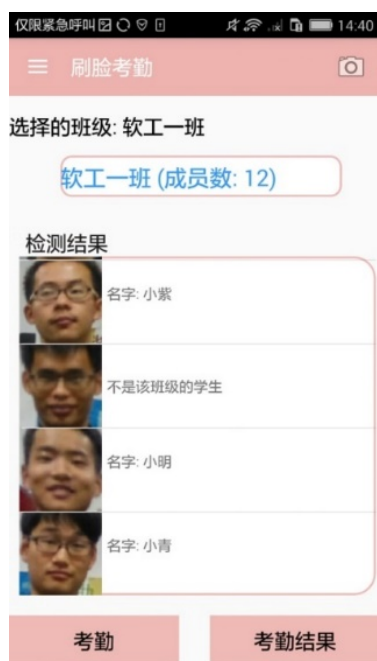 仅限紧急呼叫 14:40
刷脸考勤
选择的班级: 软工一班
软工一班 (成员数: 12)
检测结果
名字: 小紫
不是该班级的学生
名字: 小明
名字: 小青
考勤 考勤结果